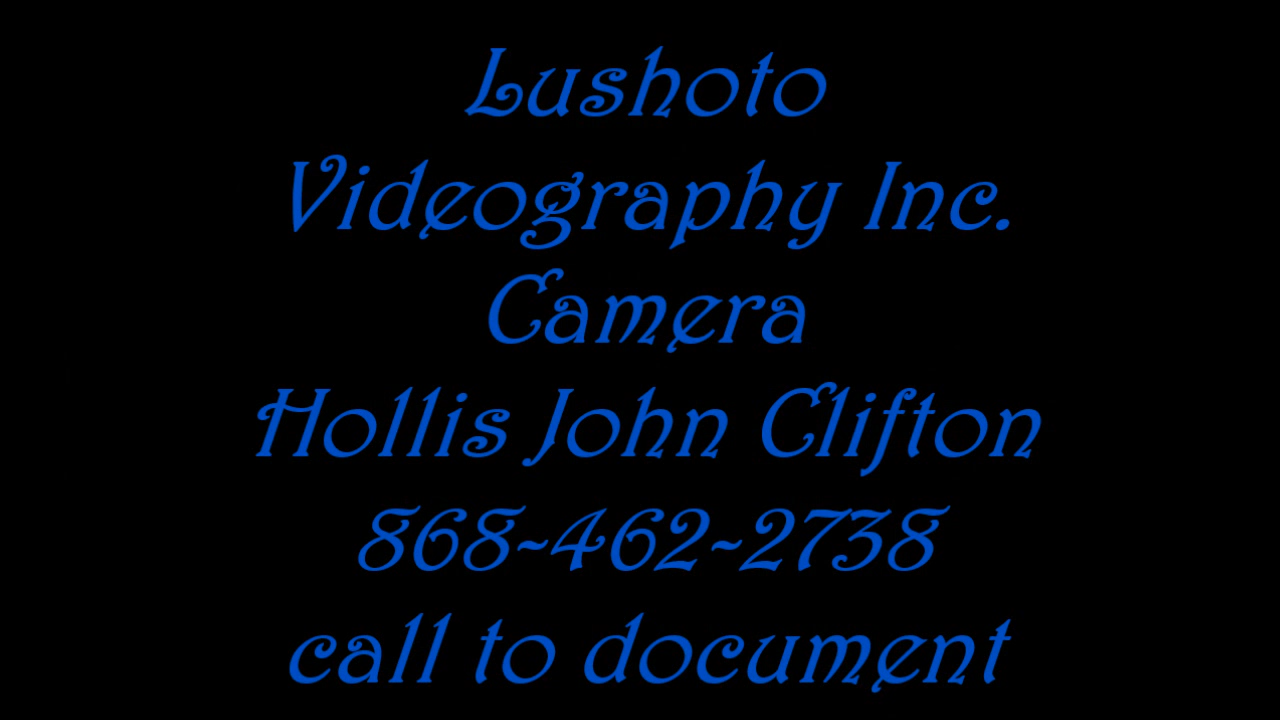 Lushoto
Videography Inc.
Camera
Hollis John Clifton
868-462-2738
call to document